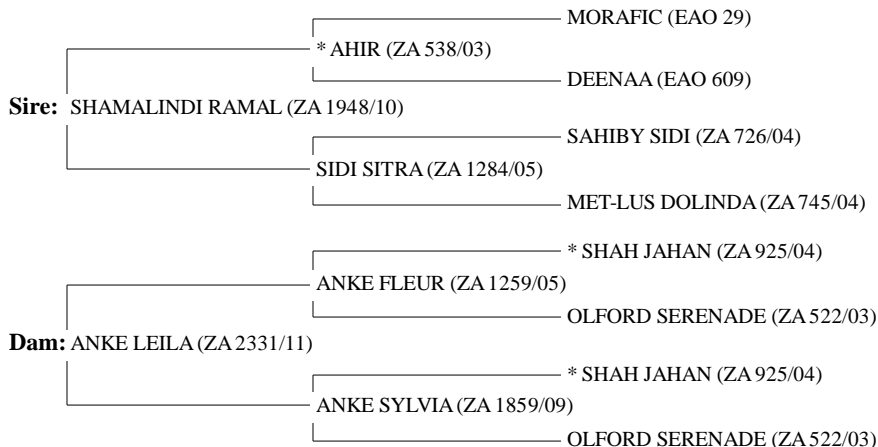 MORAFIC (EAO 29)
* AHIR (ZA 538/03)
DEENAA (EAO 609)
Sire: SHAMALINDI RAMAL (ZA 1948/10)
SAHIBY SIDI (ZA 726/04)
SIDI SITRA (ZA 1284/05)
MET-LUS DOLINDA (ZA 745/04)
* SHAH JAHAN (ZA 925/04)
ANKE FLEUR (ZA 1259/05)
OLFORD SERENADE (ZA 522/03)
Dam: ANKE LEILA (ZA 2331/11)
* SHAH JAHAN (ZA 925/04)
ANKE SYLVIA (ZA 1859/09)
OLFORD SERENADE (ZA 522/03)